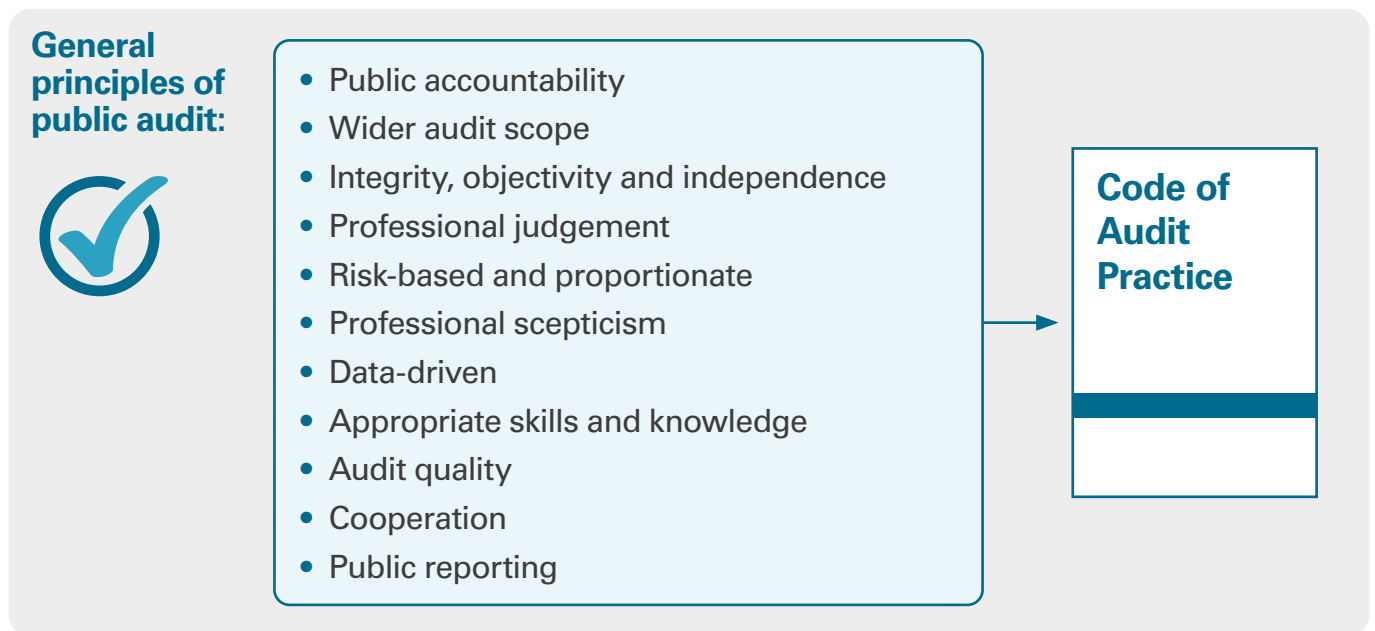 General
principles of
public audit:
• Public accountability
• Wider audit scope
• Integrity, objectivity and independence
• Professional judgement
• Risk-based and proportionate
• Professional scepticism
• Data-driven
• Appropriate skills and knowledge
• Audit quality
• Cooperation
• Public reporting
Code of
Audit
Practice